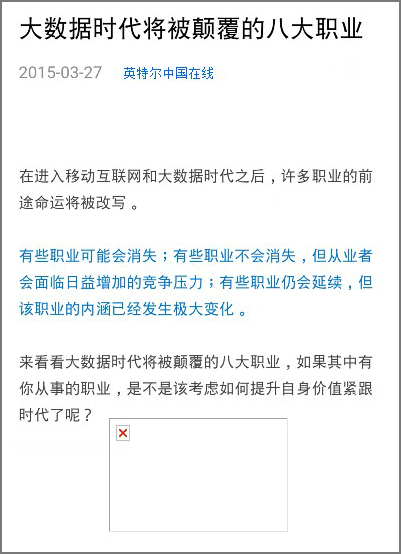 大数据时代将被颠覆的八大职业
2015-03-27 英特尔中国在线
在进入移动互联网和大数据时代之后，许多职业的前
途命运将被改写。
有些职业可能会消失；有些职业不会消失，但从业者
会面临日益增加的竞争压力；有些职业仍会延续，但
该职业的内涵已经发生极大变化。
来看看大数据时代将被颠覆的八大职业，如果其中有
你从事的职业，是不是该考虑如何提升自身价值紧跟
时代了呢？